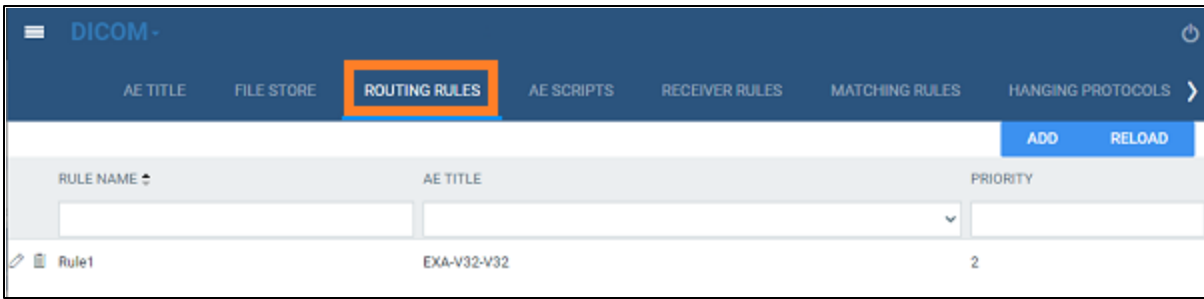 DICOM
AE TITLE FILE STORE ROUTING RULES AE SCRIPTS RECEIVER RULES MATCHING RULES HANGING PROTOCOLS
ADD RELOAD
RULE NAME AE TITLE PRIORITY
Rule1 EXA-V32-V32 2